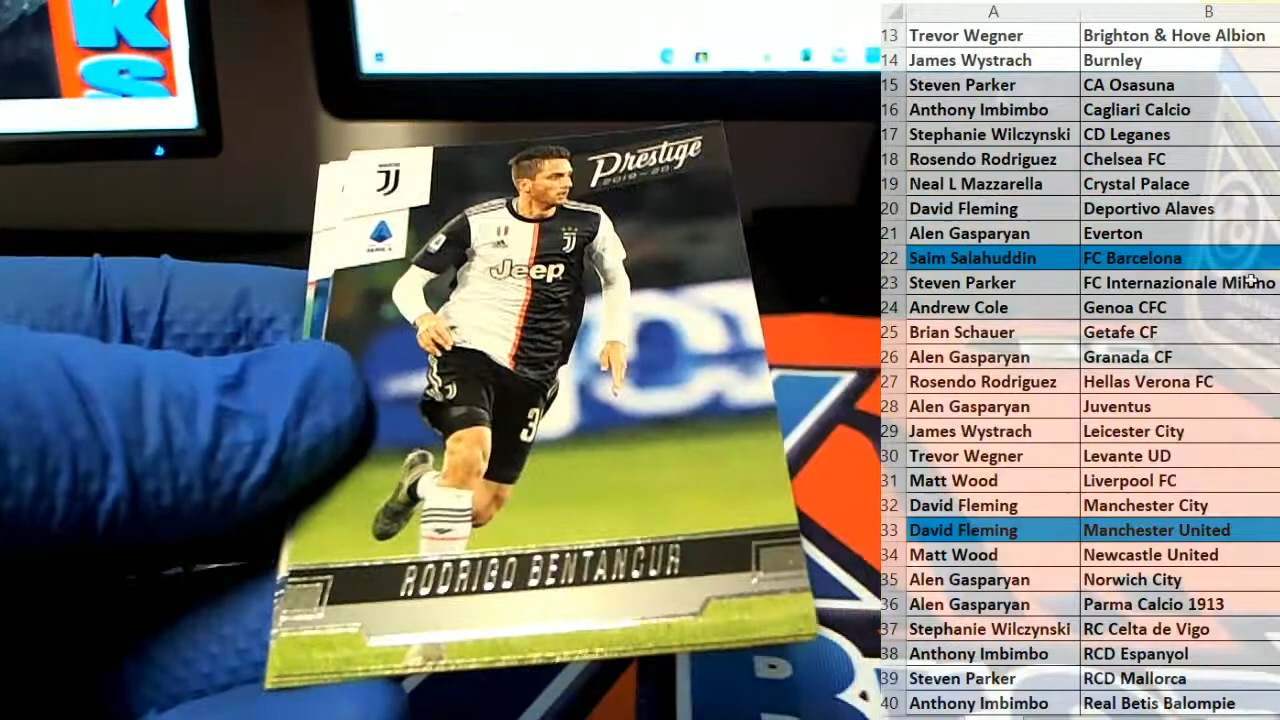 KS
Prestige
2019-20
Jeep
3
RODRIGO BENTANCUR
A B
13 Trevor Wegner Brighton & Hove Albion
14 James Wystrach Burnley
15 Steven Parker CA Osasuna
16 Anthony Imbimbo Cagliari Calcio
17 Stephanie Wilczynski CD Leganes
18 Rosendo Rodriguez Chelsea FC
19 Neal L Mazzarella Crystal Palace
20 David Fleming Deportivo Alaves
21 Alen Gasparyan Everton
22 Saim Salahuddin FC Barcelona
23 Steven Parker FC Internazionale Milano
24 Andrew Cole Genoa CFC
25 Brian Schauer Getafe CF
26 Alen Gasparyan Granada CF
27 Rosendo Rodriguez Hellas Verona FC
28 Alen Gasparyan Juventus
29 James Wystrach Leicester City
30 Trevor Wegner Levante UD
31 Matt Wood Liverpool FC
32 David Fleming Manchester City
33 David Fleming Manchester United
34 Matt Wood Newcastle United
35 Alen Gasparyan Norwich City
36 Alen Gasparyan Parma Calcio 1913
37 Stephanie Wilczynski RC Celta de Vigo
38 Anthony Imbimbo RCD Espanyol
39 Steven Parker RCD Mallorca
40 Anthony Imbimbo Real Betis Balompie